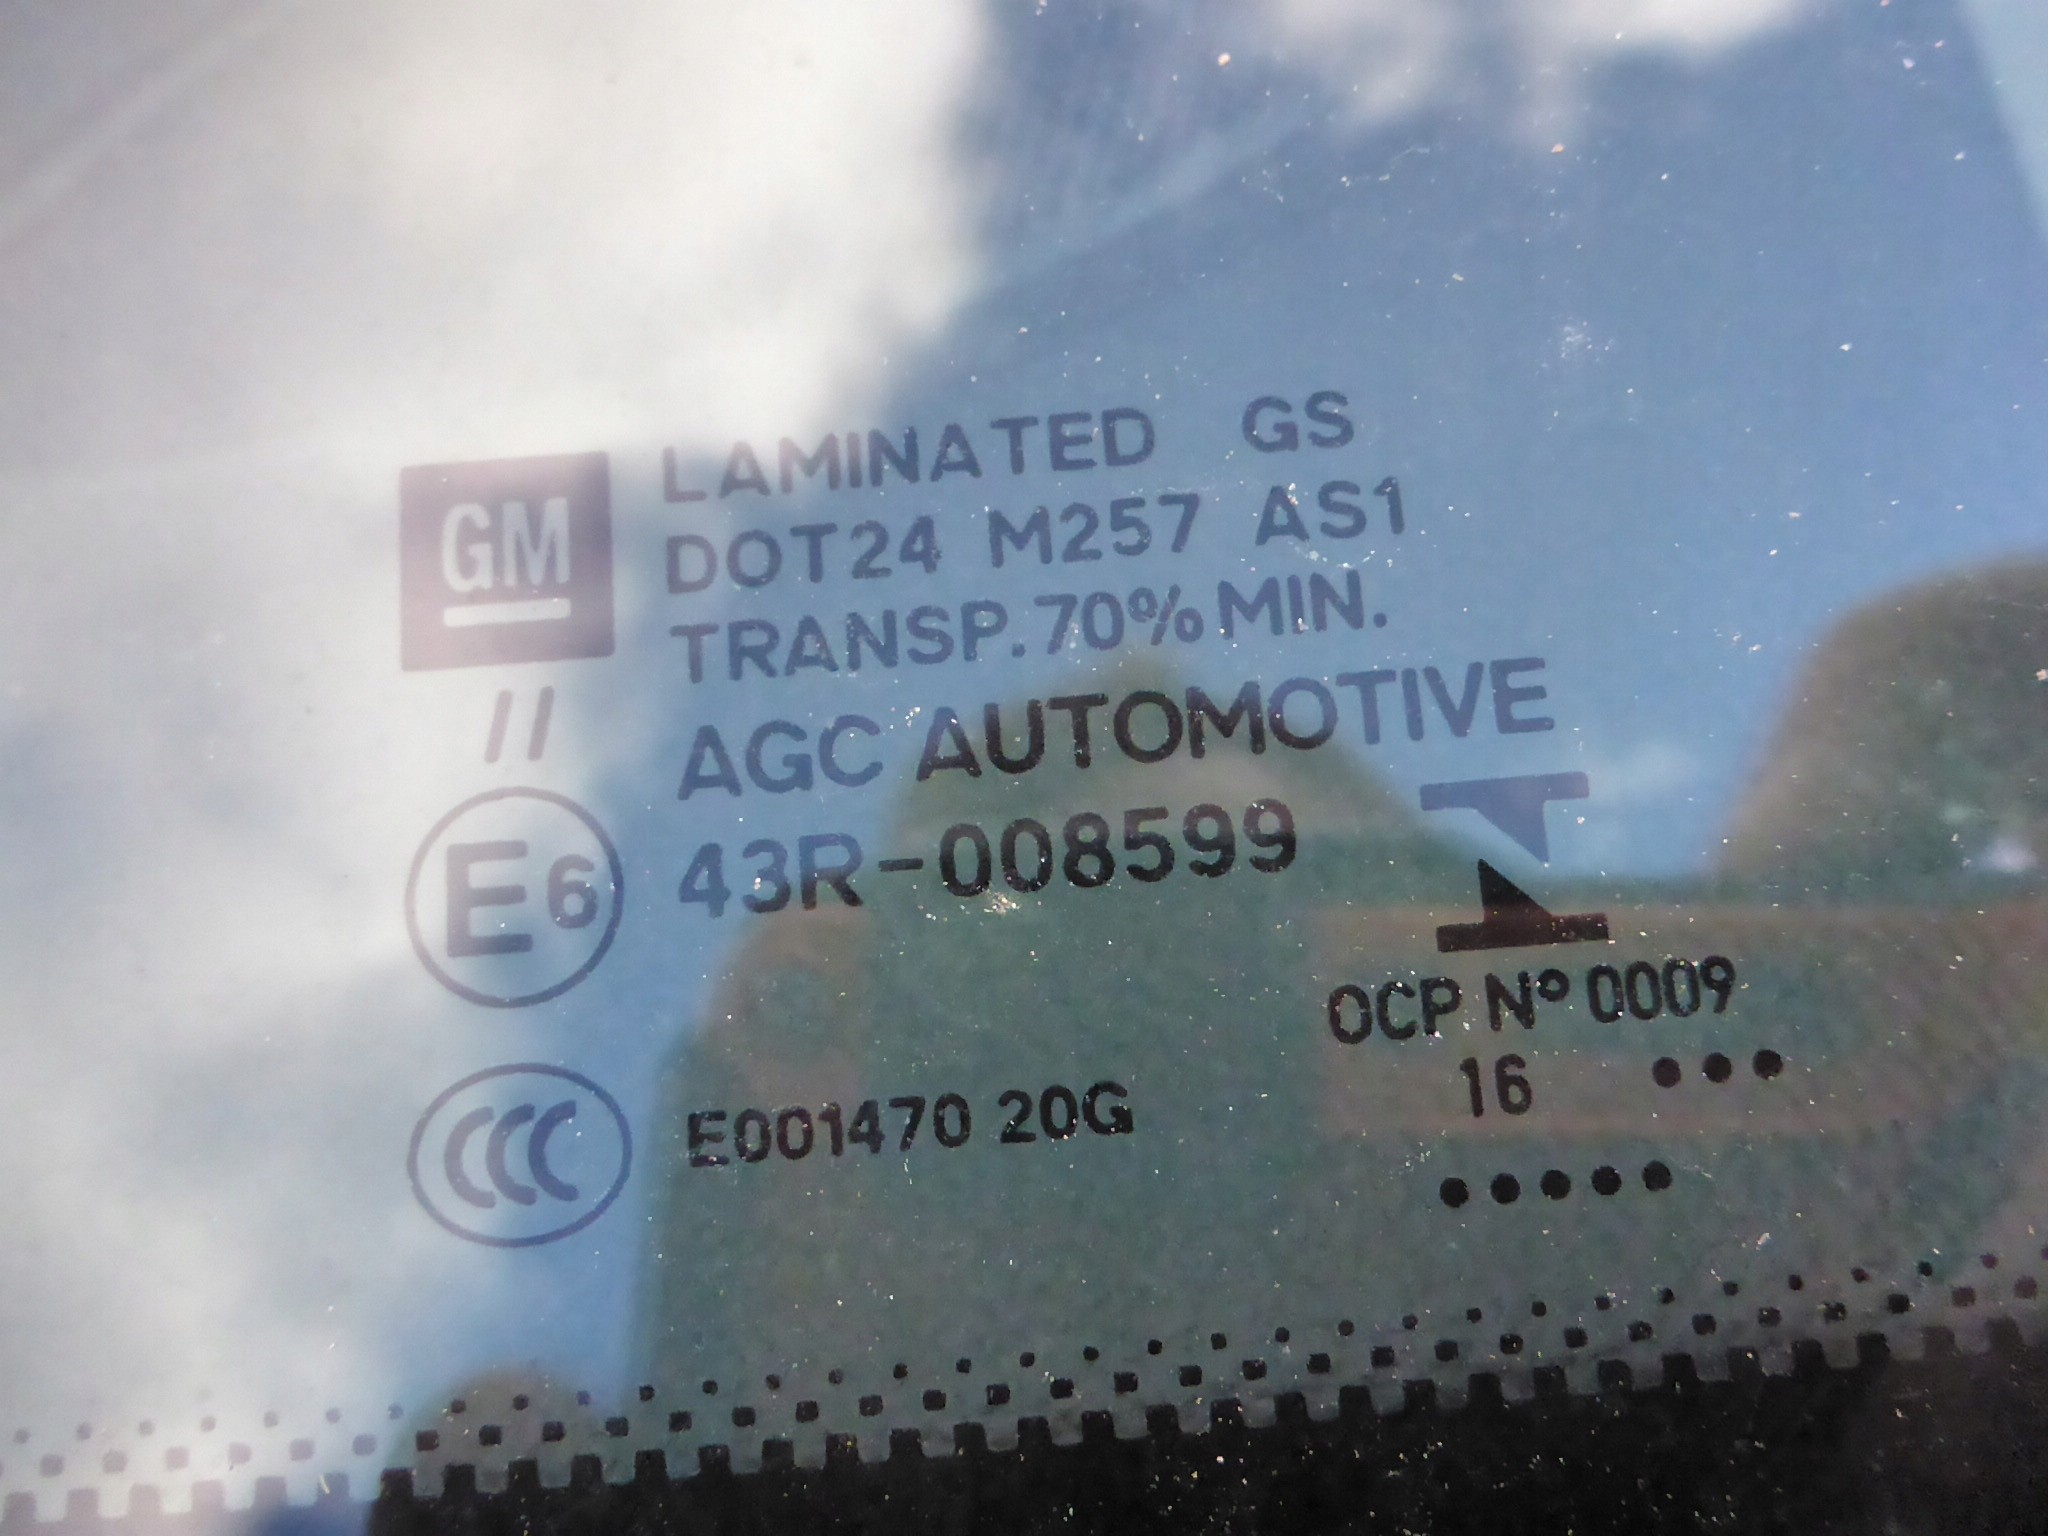 GM
LAMINATED GS
DOT24 M257 AS1
TRANSP. 70% MIN.
//
AGC AUTOMOTIVE
E6 43R-008599
OCP Nº 0009
CCC E001470 20G
16 •••
•••••